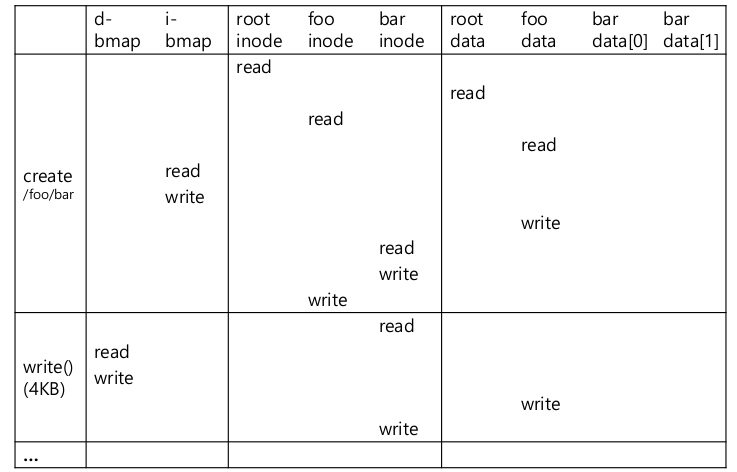 d- i- root foo bar root foo bar bar
bmap bmap inode inode inode data data data[0] data[1]
read
read
read
read
create read
/foo/bar write
write
read
write
write
read
read
write() write
(4KB) write
write
...